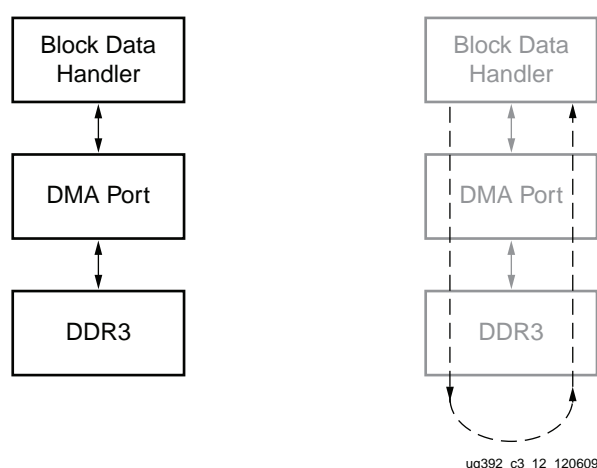 Block Data
Handler
DMA Port
DDR3
Block Data
Handler
DMA Port
DDR3
ug392_c3_12_120609